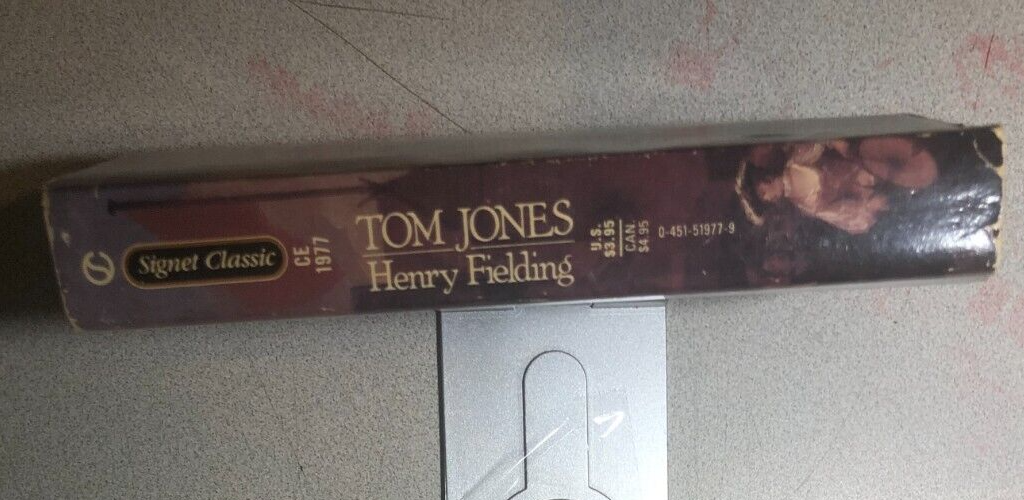 Signet Classic
CE
1977
TOM JONES
Henry Fielding
U.S.
$3.95
CAN.
$4.95
0-451-51977-9